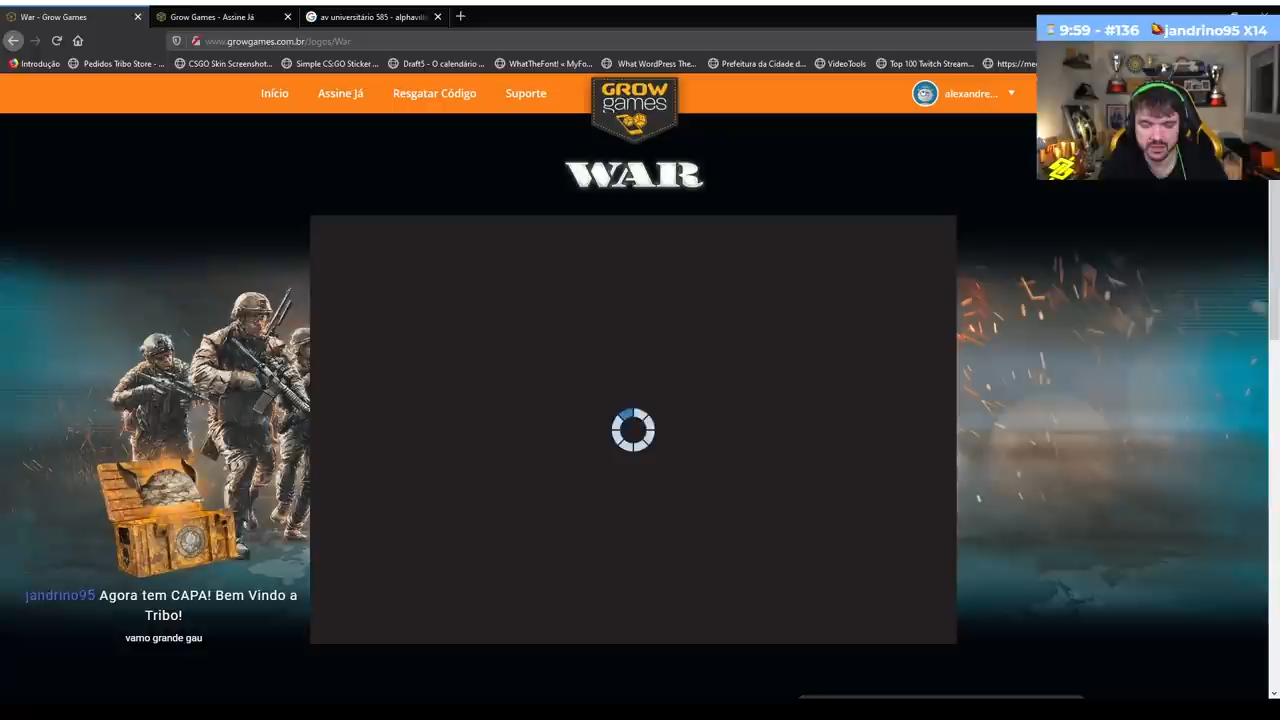 War - Grow Games
Grow Games - Assine Já
av universitário 585 - alphaville
www.growgames.com.br/Jogos/War
9:59 - #136 jandrino95 X14
Introdução
Pedidos Tribo Store - ...
CSGO Skin Screenshot...
Simple CS:GO Sticker ...
Draft5 - O calendário ...
WhatTheFont! « MyFo...
What WordPress The...
Prefeitura da Cidade d...
VideoTools
Top 100 Twitch Stream...
Início
Assine Já
Resgatar Código
Suporte
GROW
games
alexandre...
WAR
jandrino95 Agora tem CAPA! Bem Vindo a
Tribo!
vamo grande gau